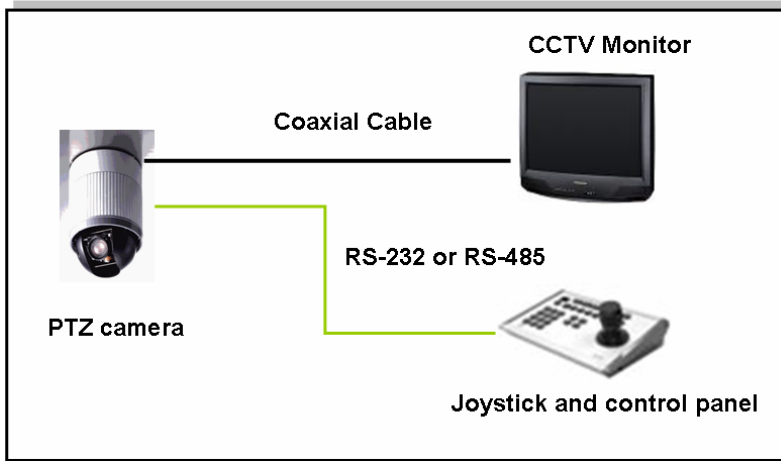 CCTV Monitor
Coaxial Cable
RS-232 or RS-485
PTZ camera
Joystick and control panel